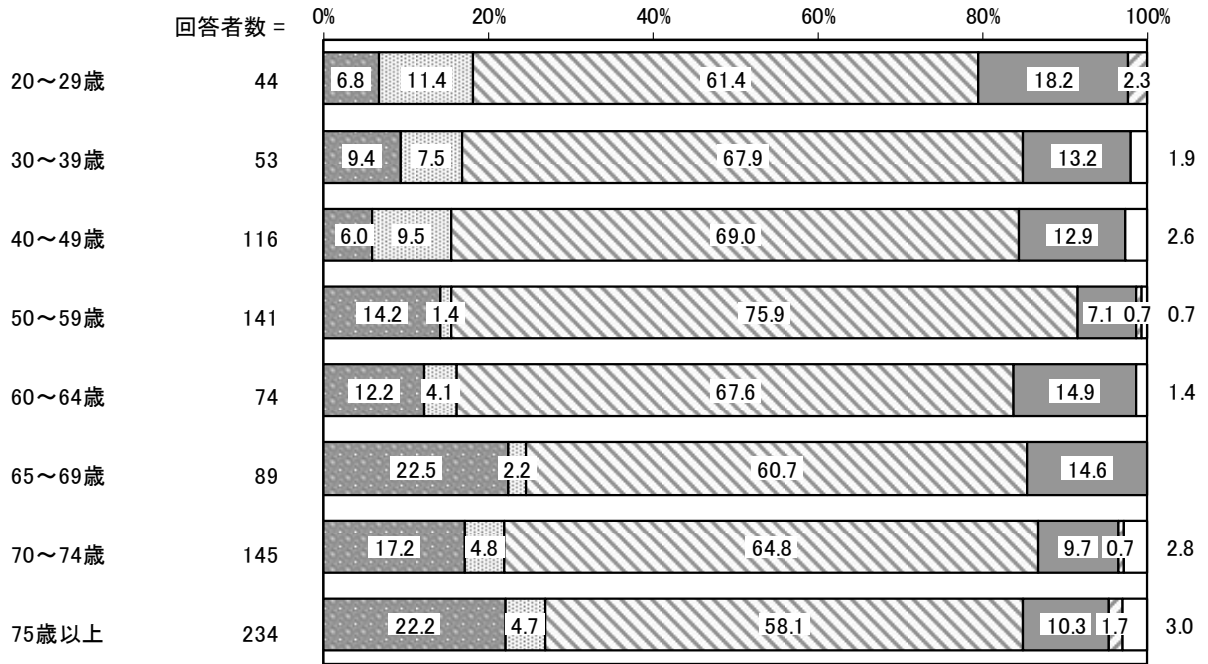 回答者数 = 0% 20% 40% 60% 80% 100%
20～29歳 44 6.8 11.4 61.4 18.2 2.3
30～39歳 53 9.4 7.5 67.9 13.2 1.9
40～49歳 116 6.0 9.5 69.0 12.9 2.6
50～59歳 141 14.2 1.4 75.9 7.1 0.7 0.7
60～64歳 74 12.2 4.1 67.6 14.9 1.4
65～69歳 89 22.5 2.2 60.7 14.6
70～74歳 145 17.2 4.8 64.8 9.7 0.7 2.8
75歳以上 234 22.2 4.7 58.1 10.3 1.7 3.0